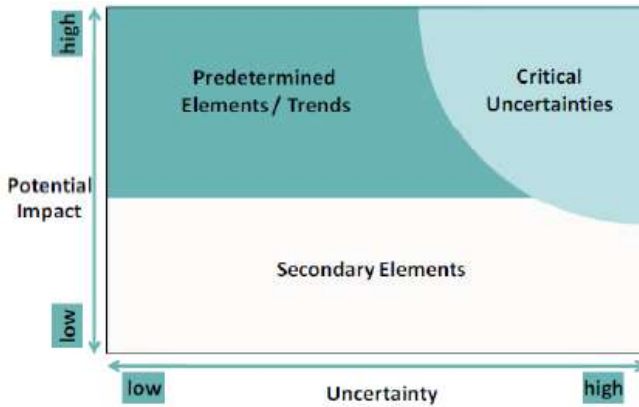 high
Predetermined
Elements / Trends
Critical
Uncertainties
Potential
Impact
Secondary Elements
low
low
Uncertainty
high